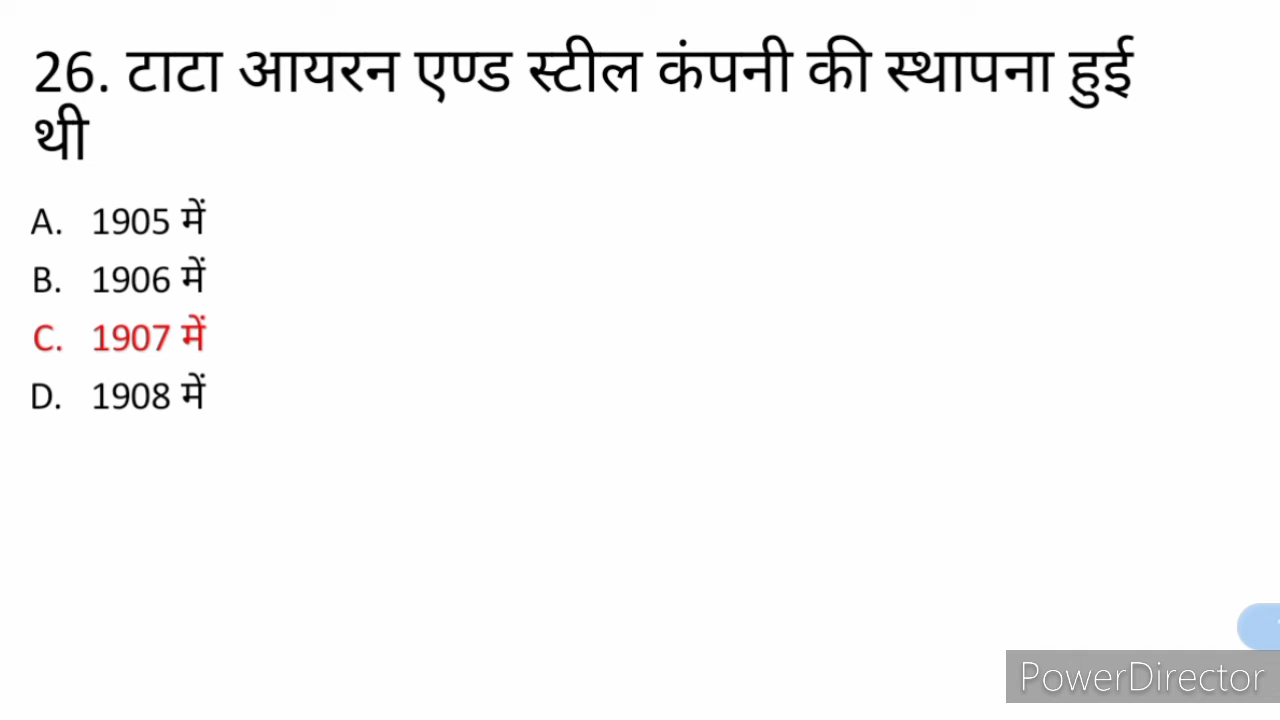 26. टाटा आयरन एण्ड स्टील कंपनी की स्थापना हुई
थी
A. 1905 में
B. 1906 में
C. 1907 में
D. 1908 में
PowerDirector